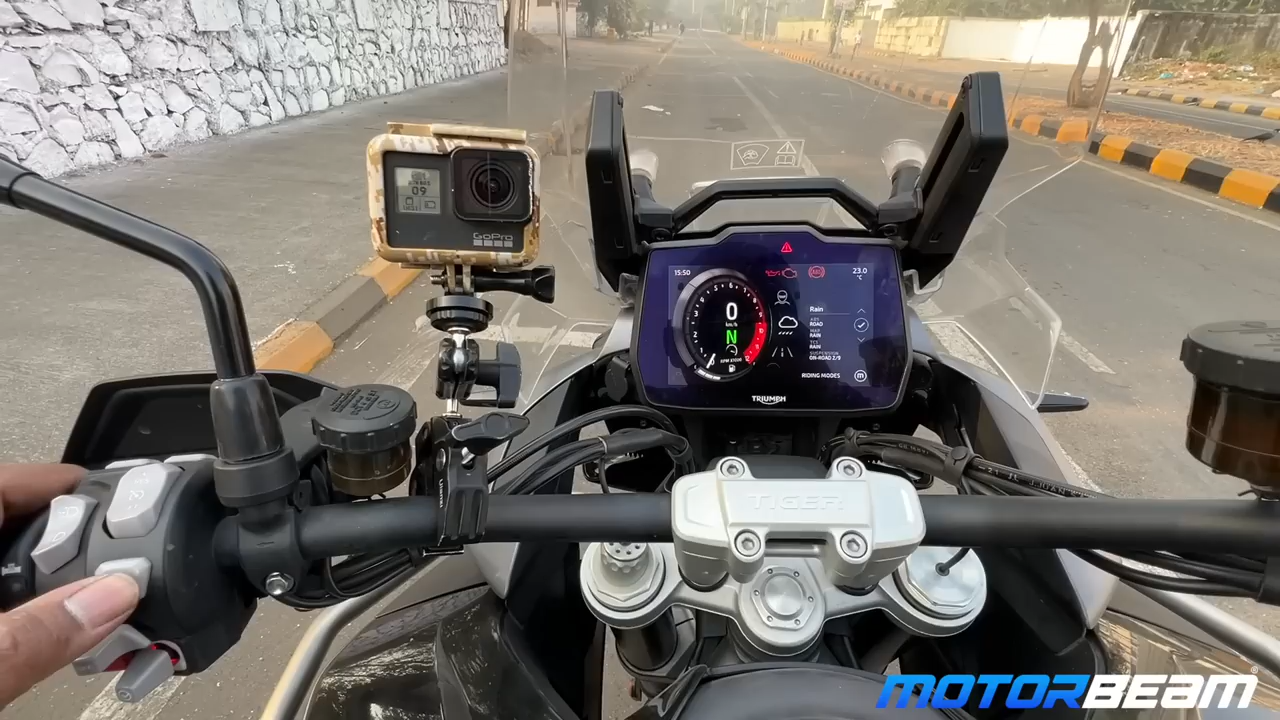 09
GoPro
15:50
23.0
°C
0
km/h
N
Rain
ABS
ROAD
MAP
RAIN
TCS
RAIN
SUSPENSION
ON-ROAD 2/9
RIDING MODES
m
TRIUMPH
TIGER
MOTORBEAM